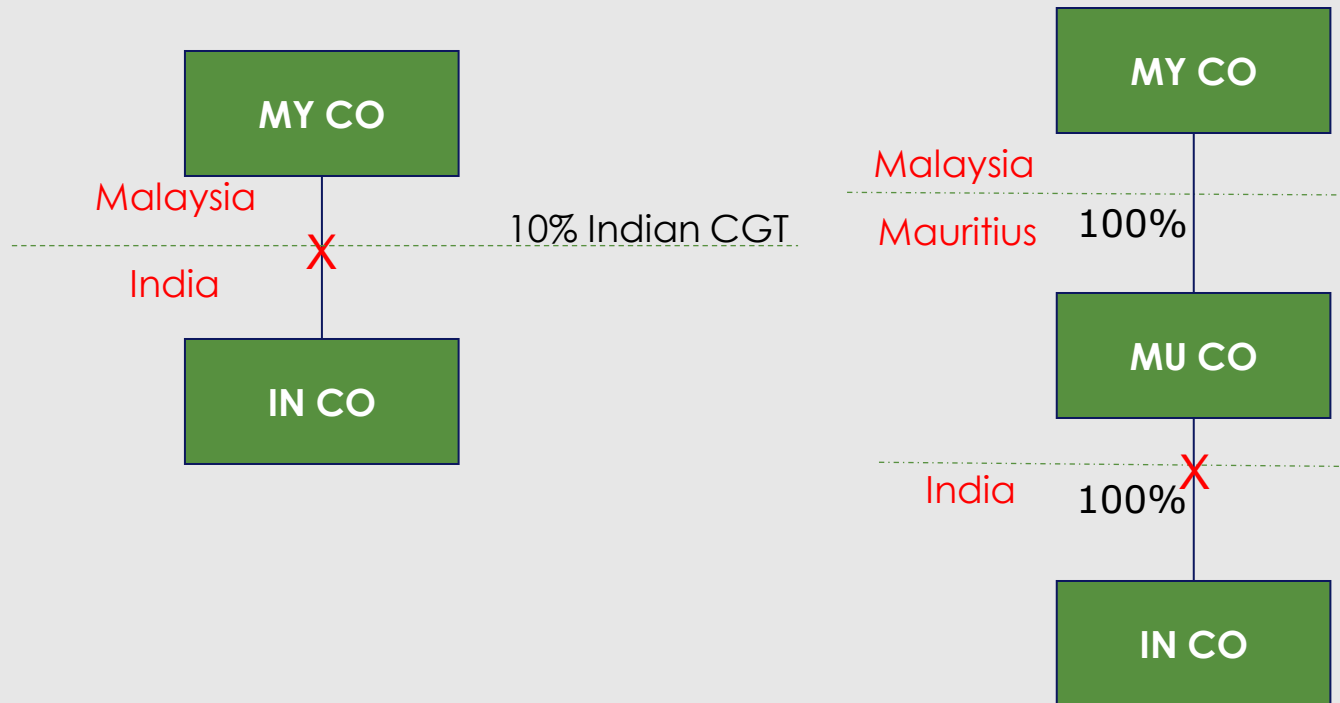 MY CO
Malaysia
10% Indian CGT
X
India
IN CO
MY CO
Malaysia
Mauritius
100%
MU CO
X
India
100%
IN CO